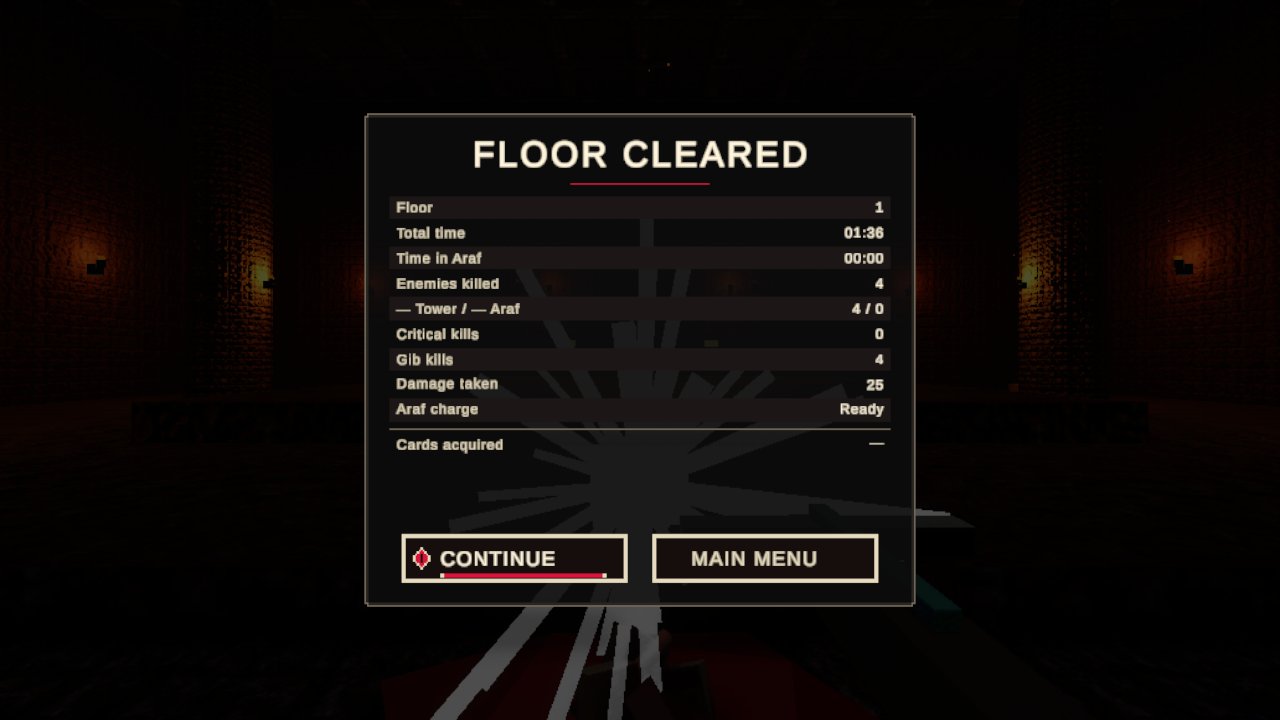 FLOOR CLEARED
Floor 1
Total time 01:36
Time in Araf 00:00
Enemies killed 4
— Tower / — Araf 4 / 0
Critical kills 0
Gib kills 4
Damage taken 25
Araf charge Ready
Cards acquired —
CONTINUE MAIN MENU